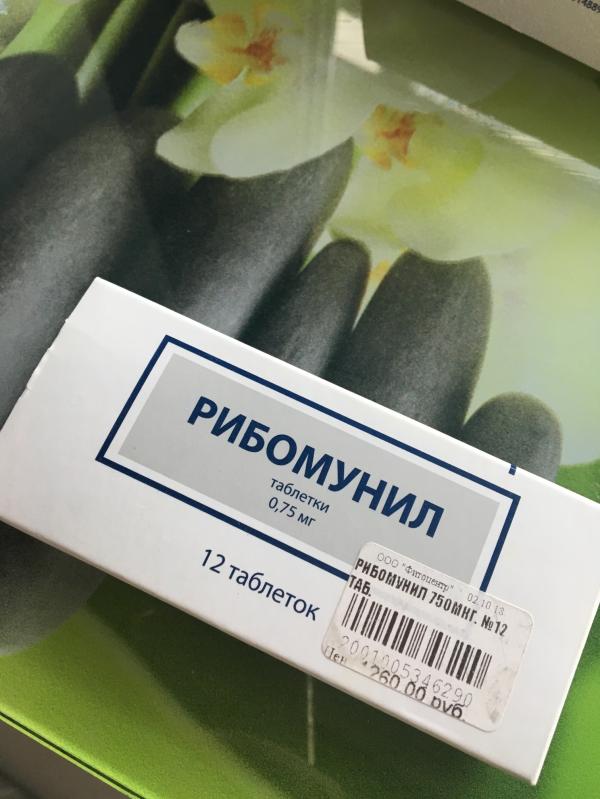 РИБОМУНИЛ
таблетки
0,75 мг
12 таблеток
ООО "Фитоцентр" 02.10.18
РИБОМУНИЛ 750МКГ. №12
ТАБ.
2001005346290
260.00 руб.